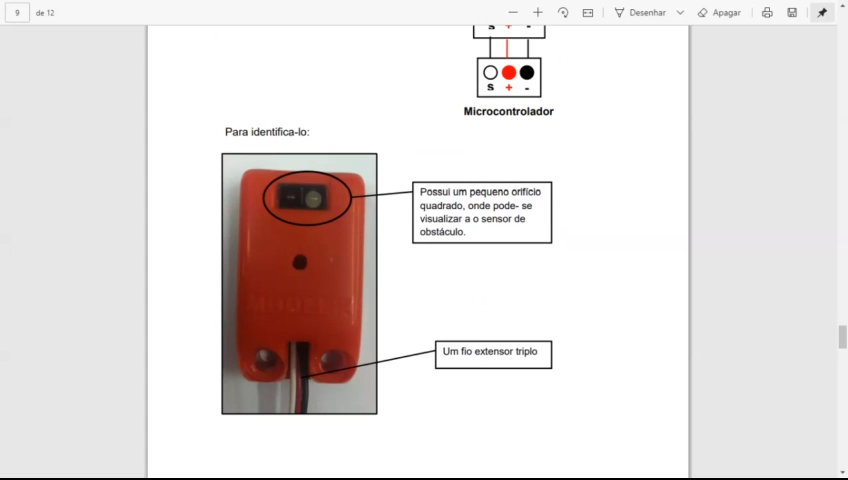 9 de 12 Desenhar Apagar
s + -
s + -
Microcontrolador
Para identifica-lo:
Possui um pequeno orifício
quadrado, onde pode- se
visualizar a o sensor de
obstáculo.
Um fio extensor triplo